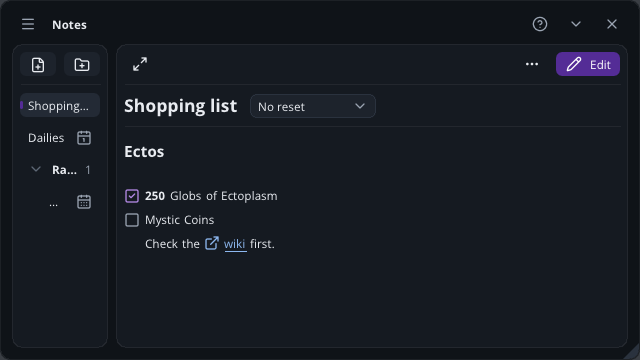 Notes
Edit
Shopping...
Shopping list
No reset
Dailies
Ectos
Ra...
1
250 Globs of Ectoplasm
...
Mystic Coins
Check the wiki first.